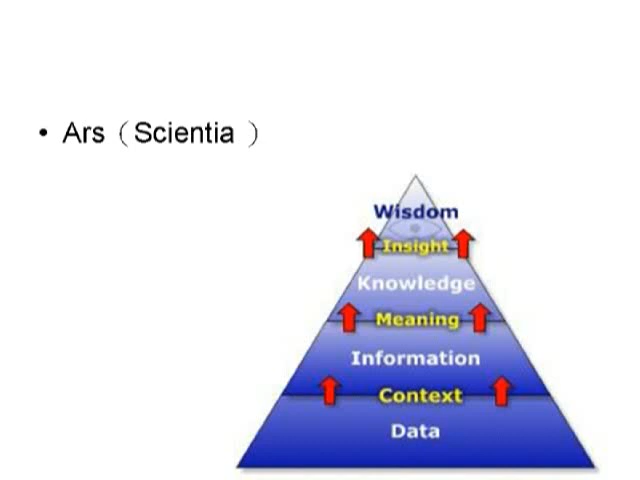 • Ars（Scientia ）
Wisdom
Insight
Knowledge
Meaning
Information
Context
Data